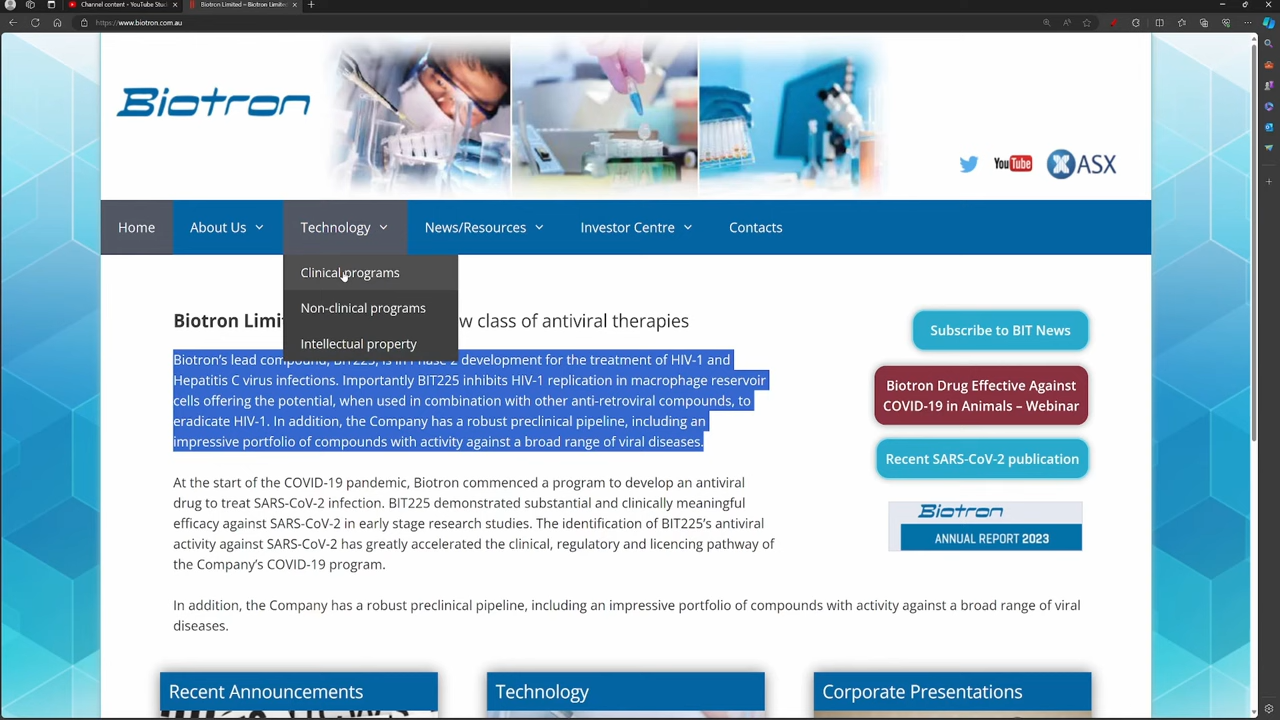 Channel content - YouTube Stud
Biotron Limited – Biotron Limite
https://www.biotron.com.au
Biotron
YouTube
ASX
Home
About Us
Technology
News/Resources
Investor Centre
Contacts
Clinical programs
Non-clinical programs
Intellectual property
Biotron Limi
w class of antiviral therapies
Biotron's lead compound, BIT225, is in Phase 2 development for the treatment of HIV-1 and
Hepatitis C virus infections. Importantly BIT225 inhibits HIV-1 replication in macrophage reservoir
cells offering the potential, when used in combination with other anti-retroviral compounds, to
eradicate HIV-1. In addition, the Company has a robust preclinical pipeline, including an
impressive portfolio of compounds with activity against a broad range of viral diseases.
At the start of the COVID-19 pandemic, Biotron commenced a program to develop an antiviral
drug to treat SARS-CoV-2 infection. BIT225 demonstrated substantial and clinically meaningful
efficacy against SARS-CoV-2 in early stage research studies. The identification of BIT225's antiviral
activity against SARS-CoV-2 has greatly accelerated the clinical, regulatory and licencing pathway of
the Company's COVID-19 program.
In addition, the Company has a robust preclinical pipeline, including an impressive portfolio of compounds with activity against a broad range of viral
diseases.
Subscribe to BIT News
Biotron Drug Effective Against
COVID-19 in Animals – Webinar
Recent SARS-CoV-2 publication
Biotron
ANNUAL REPORT 2023
Recent Announcements
Technology
Corporate Presentations